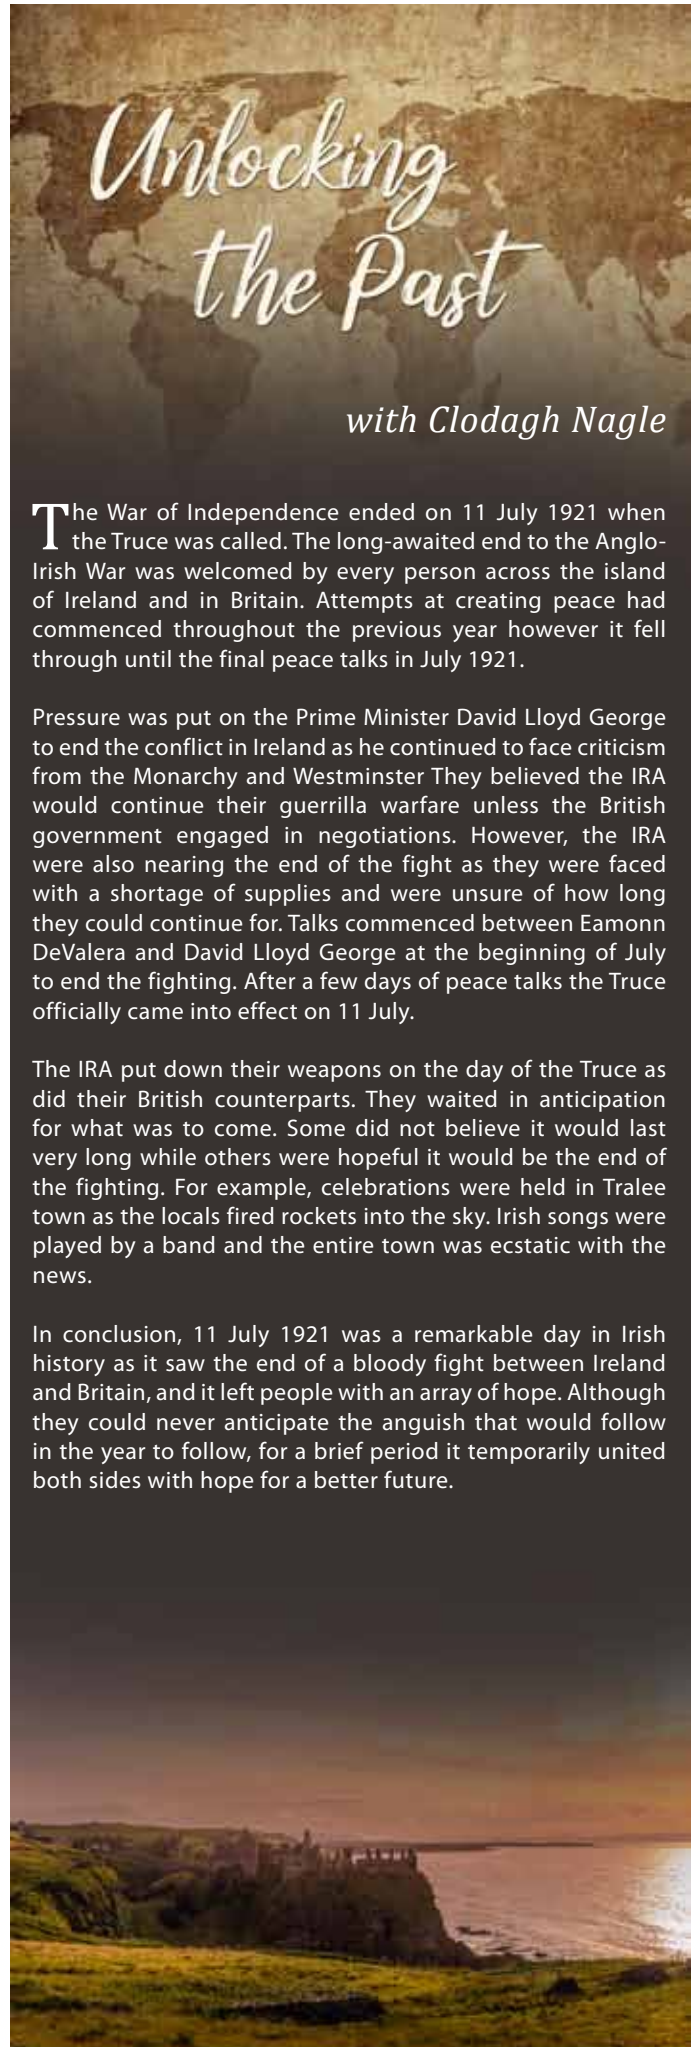 Unlocking
the Past
with Clodagh Nagle
The War of Independence ended on 11 July 1921 when
the Truce was called. The long-awaited end to the Anglo-
Irish War was welcomed by every person across the island
of Ireland and in Britain. Attempts at creating peace had
commenced throughout the previous year however it fell
through until the final peace talks in July 1921.
Pressure was put on the Prime Minister David Lloyd George
to end the conflict in Ireland as he continued to face criticism
from the Monarchy and Westminster They believed the IRA
would continue their guerrilla warfare unless the British
government engaged in negotiations. However, the IRA
were also nearing the end of the fight as they were faced
with a shortage of supplies and were unsure of how long
they could continue for. Talks commenced between Eamonn
DeValera and David Lloyd George at the beginning of July
to end the fighting. After a few days of peace talks the Truce
officially came into effect on 11 July.
The IRA put down their weapons on the day of the Truce as
did their British counterparts. They waited in anticipation
for what was to come. Some did not believe it would last
very long while others were hopeful it would be the end of
the fighting. For example, celebrations were held in Tralee
town as the locals fired rockets into the sky. Irish songs were
played by a band and the entire town was ecstatic with the
news.
In conclusion, 11 July 1921 was a remarkable day in Irish
history as it saw the end of a bloody fight between Ireland
and Britain, and it left people with an array of hope. Although
they could never anticipate the anguish that would follow
in the year to follow, for a brief period it temporarily united
both sides with hope for a better future.